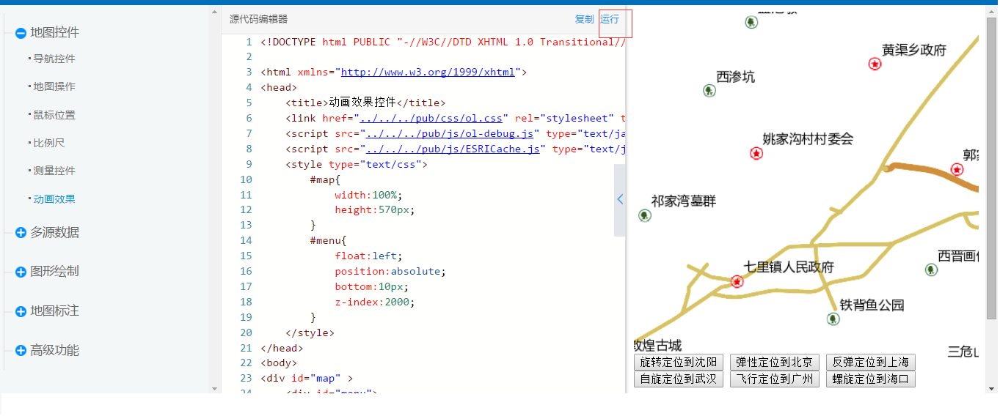 地图控件
导航控件
地图操作
鼠标位置
比例尺
测量控件
动画效果
多源数据
图形绘制
地图标注
高级功能
源代码编辑器 复制 运行
1 <!DOCTYPE html PUBLIC "-//W3C//DTD XHTML 1.0 Transitional//
2
3 <html xmlns="http://www.w3.org/1999/xhtml">
4 <head>
5 <title>动画效果控件</title>
6 <link href="../../../pub/css/ol.css" rel="stylesheet" t
7 <script src="../../../pub/js/ol-debug.js" type="text/ja
8 <script src="../../../pub/js/ESRICache.js" type="text/j
9 <style type="text/css">
10 #map{
11 width:100%;
12 height:570px;
13 }
14 #menu{
15 float:left;
16 position:absolute;
17 bottom:10px;
18 z-index:2000;
19 }
20 </style>
21 </head>
22 <body>
23 <div id="map" >
24 <div id="menu">
黄渠乡政府
西渗坑
姚家沟村村委会
祁家湾墓群
七里镇人民政府
铁背鱼公园
敦煌古城
三危山
旋转定位到沈阳 弹性定位到北京 反弹定位到上海
自旋定位到武汉 飞行定位到广州 螺旋定位到海口